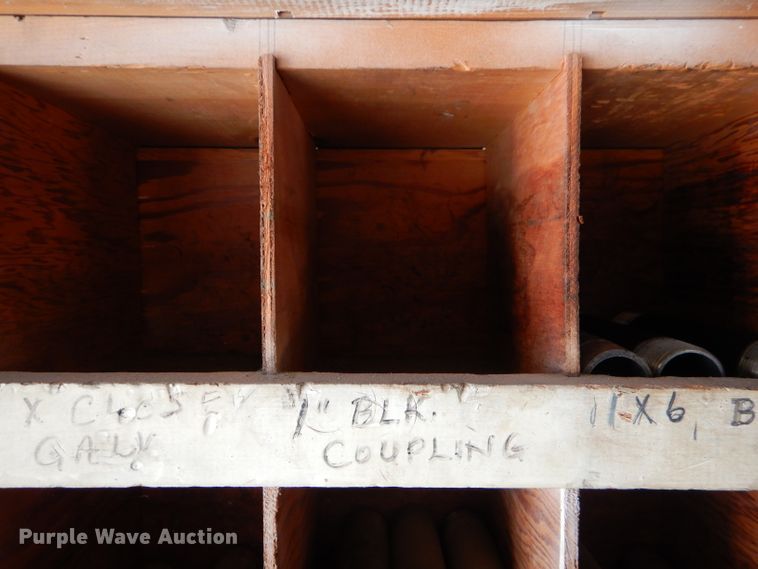 X CLOSE
GALV
1" BLK.
COUPLING
1 X 6, B
Purple Wave Auction